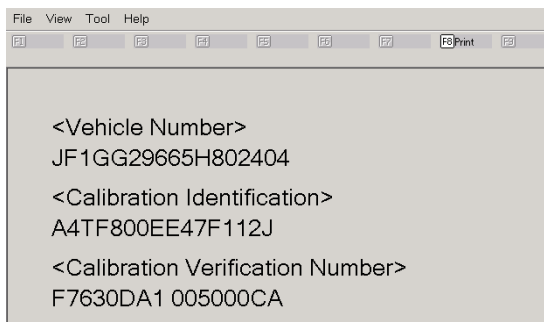 File View Tool Help
F1 F2 F3 F4 F5 F6 F7 F8 Print F9
<Vehicle Number>
JF1GG29665H802404
<Calibration Identification>
A4TF800EE47F112J
<Calibration Verification Number>
F7630DA1 005000CA